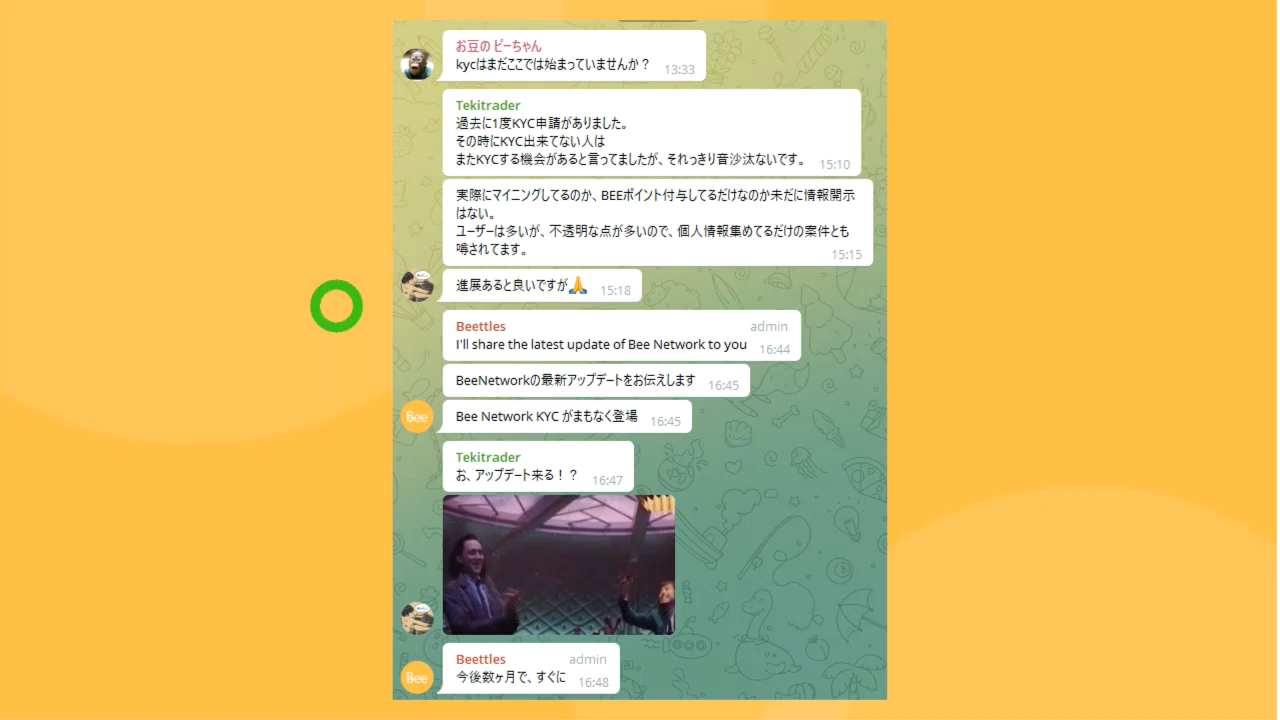 お豆のピーちゃん
kycはまだここでは始まっていませんか？ 13:33
Tekitrader
過去に1度KYC申請がありました。
その時にKYC出来てない人は
またKYCする機会があると言ってましたが、それっきり音沙汰ないです。 15:10
実際にマイニングしてるのか、BEEポイント付与してるだけなのか未だに情報開示
はない。
ユーザーは多いが、不透明な点が多いので、個人情報集めてるだけの案件とも
噂されてます。 15:15
進展あると良いですが🙏 15:18
Beettles admin
I'll share the latest update of Bee Network to you 16:44
BeeNetworkの最新アップデートをお伝えします 16:45
Bee
Bee Network KYC がまもなく登場 16:45
Tekitrader
お、アップデート来る！？ 16:47
Beettles admin
Bee
今後数ヶ月で、すぐに 16:48